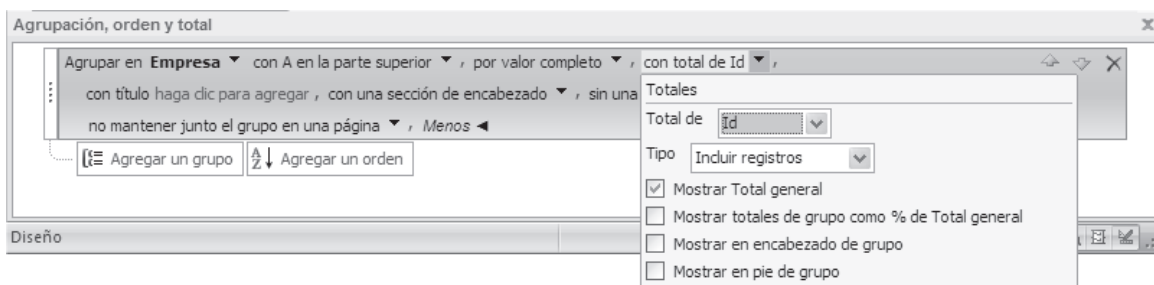 Agrupación, orden y total
Agrupar en Empresa con A en la parte superior , por valor completo , con total de Id ,
con título haga clic para agregar , con una sección de encabezado , sin una
no mantener junto el grupo en una página , Menos
Agregar un grupo
Agregar un orden
Totales
Total de Id
Tipo Incluir registros
Mostrar Total general
Mostrar totales de grupo como % de Total general
Mostrar en encabezado de grupo
Mostrar en pie de grupo
Diseño